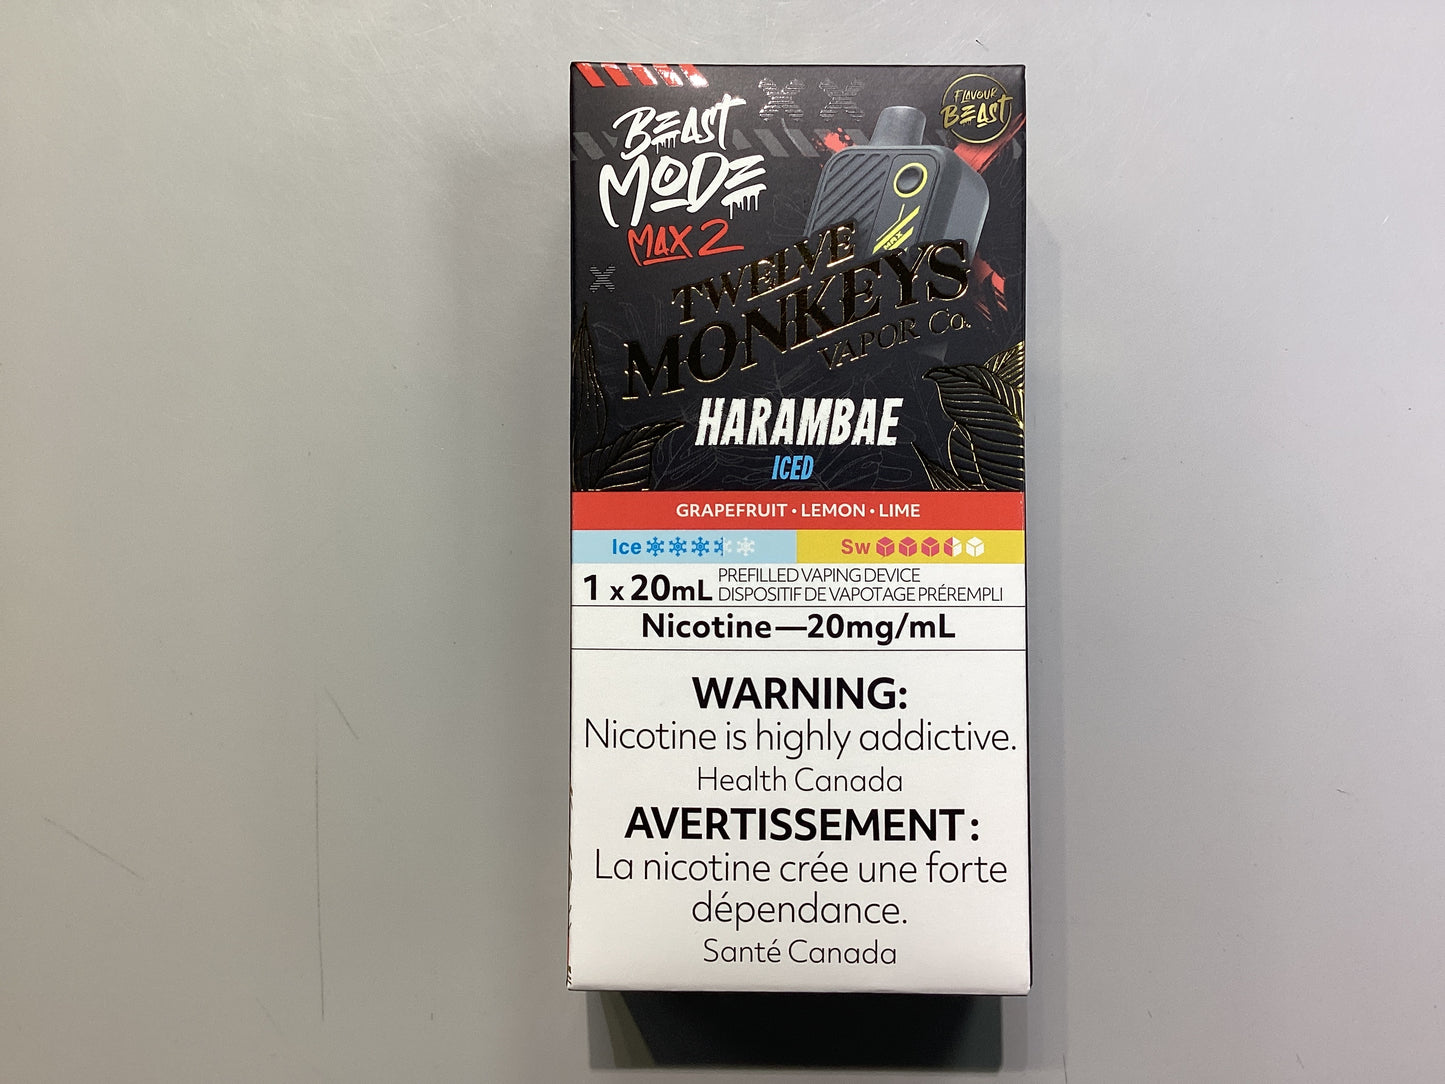 BEAST
MODE
MAX 2
FLAVOUR
BEAST
MAX
TWELVE
MONKEYS
VAPOR Co.
HARAMBAE
ICED
GRAPEFRUIT • LEMON • LIME
Ice
Sw
1 x 20mL PREFILLED VAPING DEVICE
DISPOSITIF DE VAPOTAGE PRÉREMPLI
Nicotine—20mg/mL
WARNING:
Nicotine is highly addictive.
Health Canada
AVERTISSEMENT :
La nicotine crée une forte
dépendance.
Santé Canada